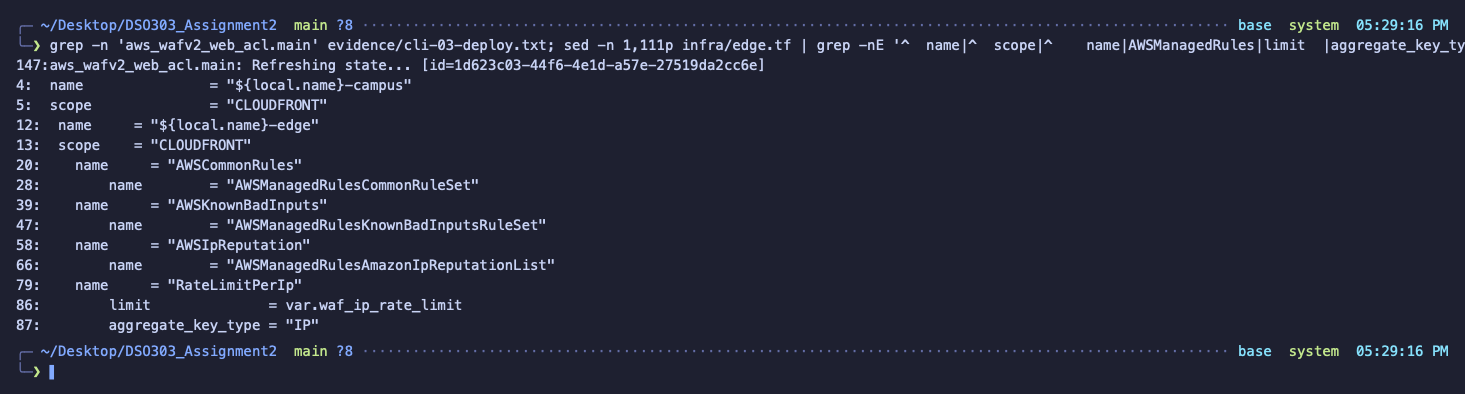 ~/Desktop/DSO303_Assignment2 main ?8 base system 05:29:16 PM
❯ grep -n 'aws_wafv2_web_acl.main' evidence/cli-03-deploy.txt; sed -n 1,111p infra/edge.tf | grep -nE '^  name|^  scope|^    name|AWSManagedRules|limit  |aggregate_key_ty
147:aws_wafv2_web_acl.main: Refreshing state... [id=1d623c03-44f6-4e1d-a57e-27519da2cc6e]
4:  name               = "${local.name}-campus"
5:  scope              = "CLOUDFRONT"
12:  name     = "${local.name}-edge"
13:  scope    = "CLOUDFRONT"
20:    name     = "AWSCommonRules"
28:        name        = "AWSManagedRulesCommonRuleSet"
39:    name     = "AWSKnownBadInputs"
47:        name        = "AWSManagedRulesKnownBadInputsRuleSet"
58:    name     = "AWSIpReputation"
66:        name        = "AWSManagedRulesAmazonIpReputationList"
79:    name     = "RateLimitPerIp"
86:        limit              = var.waf_ip_rate_limit
87:        aggregate_key_type = "IP"
~/Desktop/DSO303_Assignment2 main ?8 base system 05:29:16 PM
❯